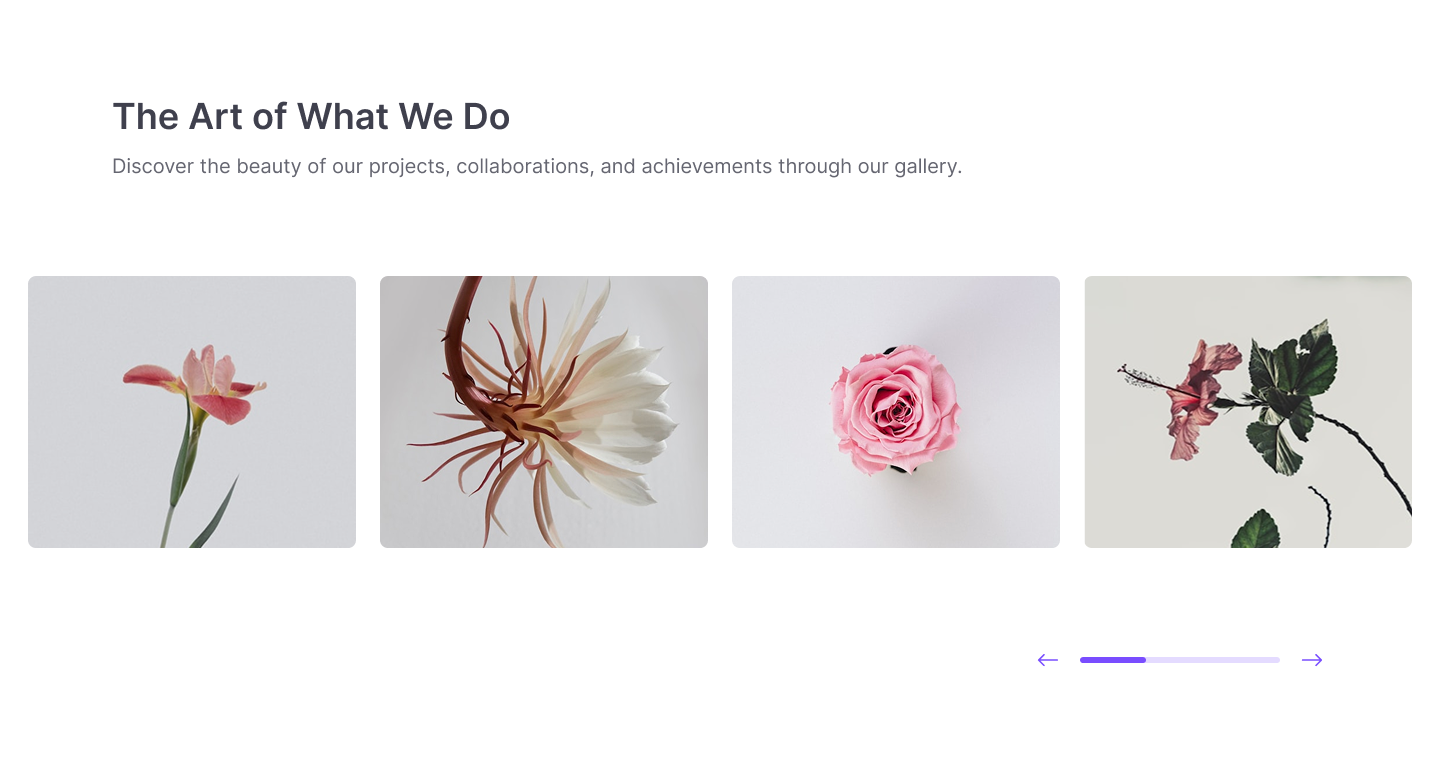 The Art of What We Do
Discover the beauty of our projects, collaborations, and achievements through our gallery.